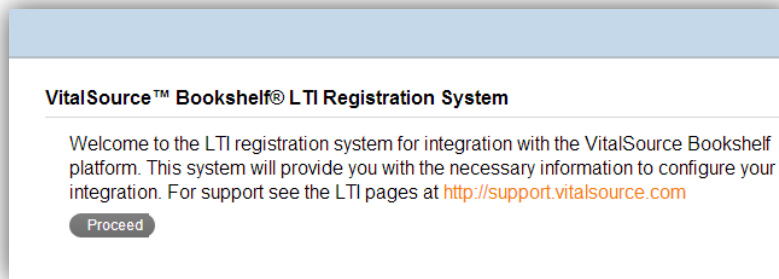 VitalSource™ Bookshelf® LTI Registration System
Welcome to the LTI registration system for integration with the VitalSource Bookshelf
platform. This system will provide you with the necessary information to configure your
integration. For support see the LTI pages at http://support.vitalsource.com
Proceed